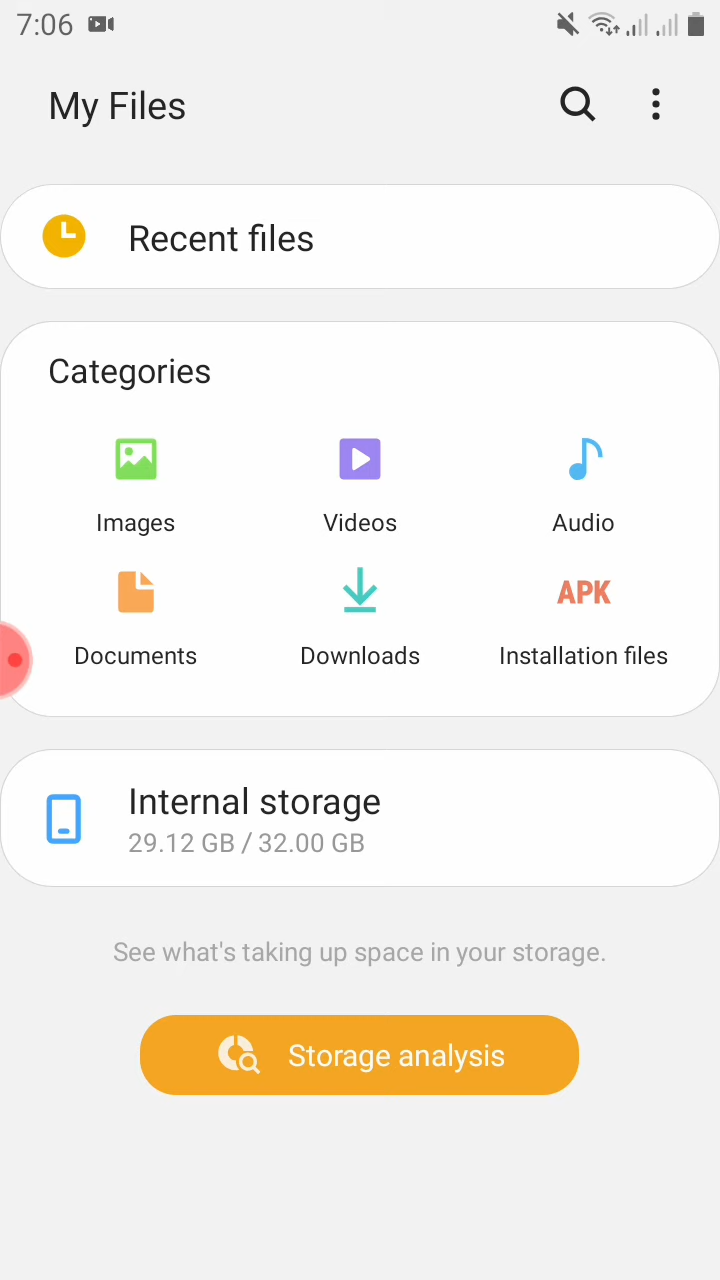 7:06
My Files
Recent files
Categories
Images Videos Audio
APK
Documents Downloads Installation files
Internal storage
29.12 GB / 32.00 GB
See what's taking up space in your storage.
Storage analysis